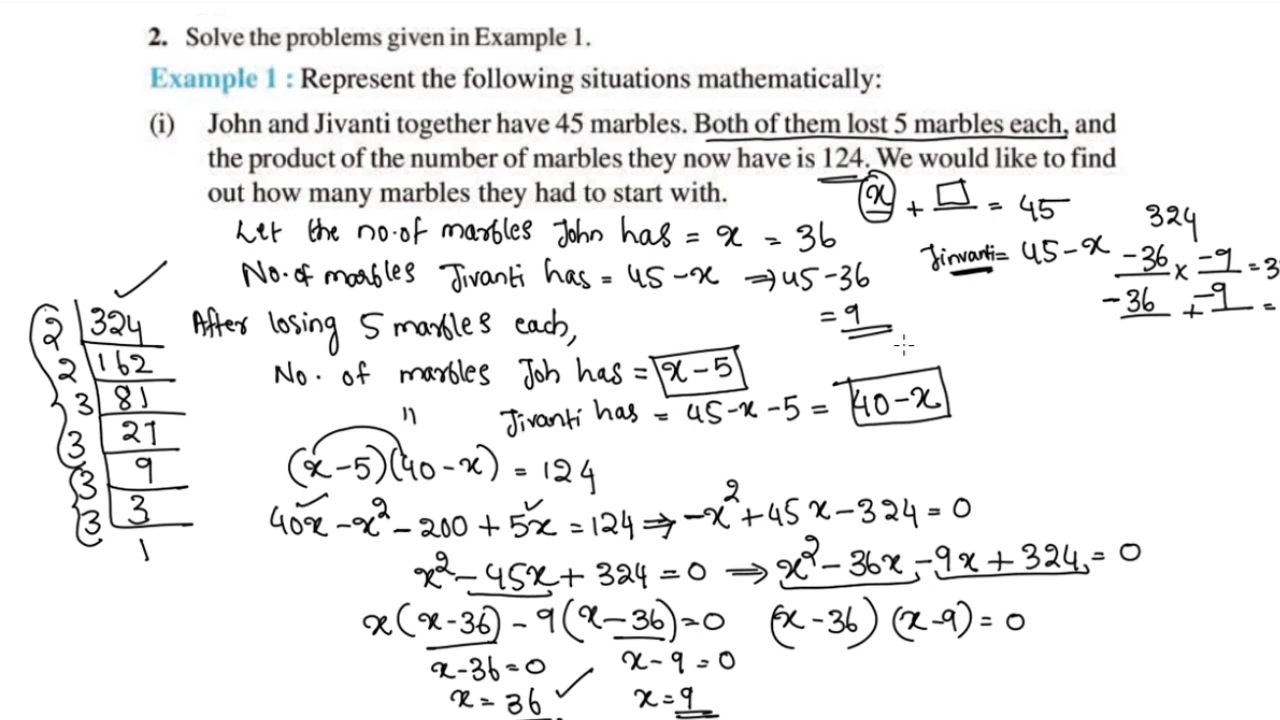 2. Solve the problems given in Example 1.
Example 1 : Represent the following situations mathematically:
(i) John and Jivanti together have 45 marbles. Both of them lost 5 marbles each, and
the product of the number of marbles they now have is 124. We would like to find
out how many marbles they had to start with.
x + □ = 45
Let the no.of marbles John has = x = 36
Jinvanti = 45-x
324
-36 x -9 = 3
-36 + -9 =
No.of marbles Jivanti has = 45-x ⇒ 45-36
= 9
After losing 5 marbles each,
No. of marbles Joh has = x-5
" Jivanti has = 45-x-5 = 40-x
2 | 324
2 | 162
3 | 81
3 | 27
3 | 9
3 | 3
1
(x-5)(40-x) = 124
40x - x² - 200 + 5x = 124 ⇒ -x² + 45x - 324 = 0
x² - 45x + 324 = 0 ⇒ x² - 36x - 9x + 324 = 0
x(x-36) - 9(x-36) = 0 (x-36) (x-9) = 0
x-36 = 0 x-9 = 0
x = 36 ✓ x = 9